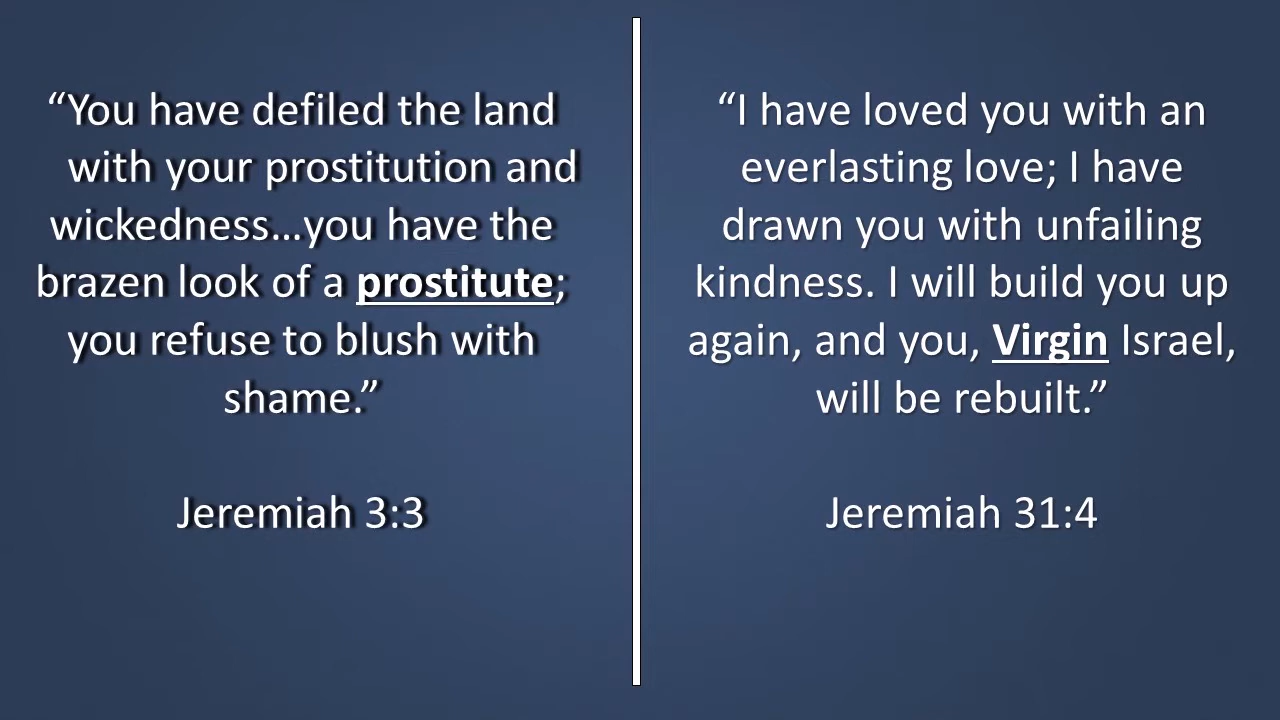 “You have defiled the land
with your prostitution and
wickedness…you have the
brazen look of a prostitute;
you refuse to blush with
shame.”
Jeremiah 3:3
“I have loved you with an
everlasting love; I have
drawn you with unfailing
kindness. I will build you up
again, and you, Virgin Israel,
will be rebuilt.”
Jeremiah 31:4